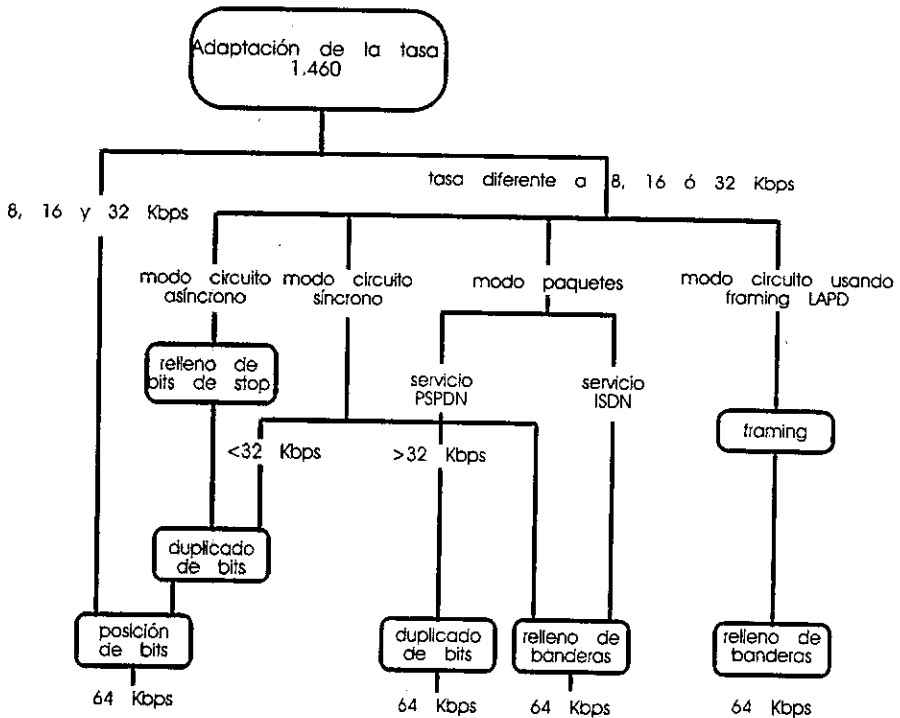 Adaptación de la tasa
1.460
tasa diferente a 8, 16 ó 32 Kbps
8, 16 y 32 Kbps
modo circuito
asíncrono
modo circuito
síncrono
modo paquetes
modo circuito usando
framing LAPD
relleno de
bits de stop
servicio
PSPDN
servicio
ISDN
framing
<32 Kbps
>32 Kbps
duplicado
de bits
posición
de bits
duplicado
de bits
relleno de
banderas
relleno de
banderas
64 Kbps
64 Kbps
64 Kbps
64 Kbps